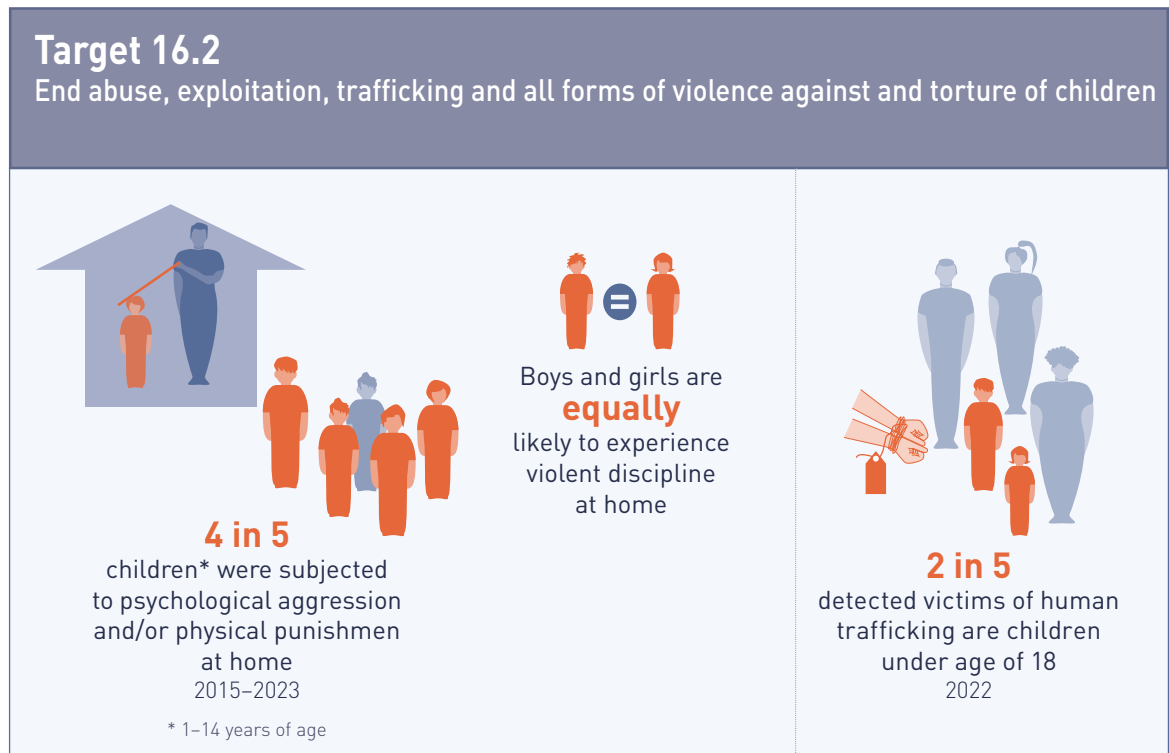 Target 16.2
End abuse, exploitation, trafficking and all forms of violence against and torture of children
4 in 5
children* were subjected
to psychological aggression
and/or physical punishmen
at home
2015–2023
* 1–14 years of age
Boys and girls are
equally
likely to experience
violent discipline
at home
2 in 5
detected victims of human
trafficking are children
under age of 18
2022